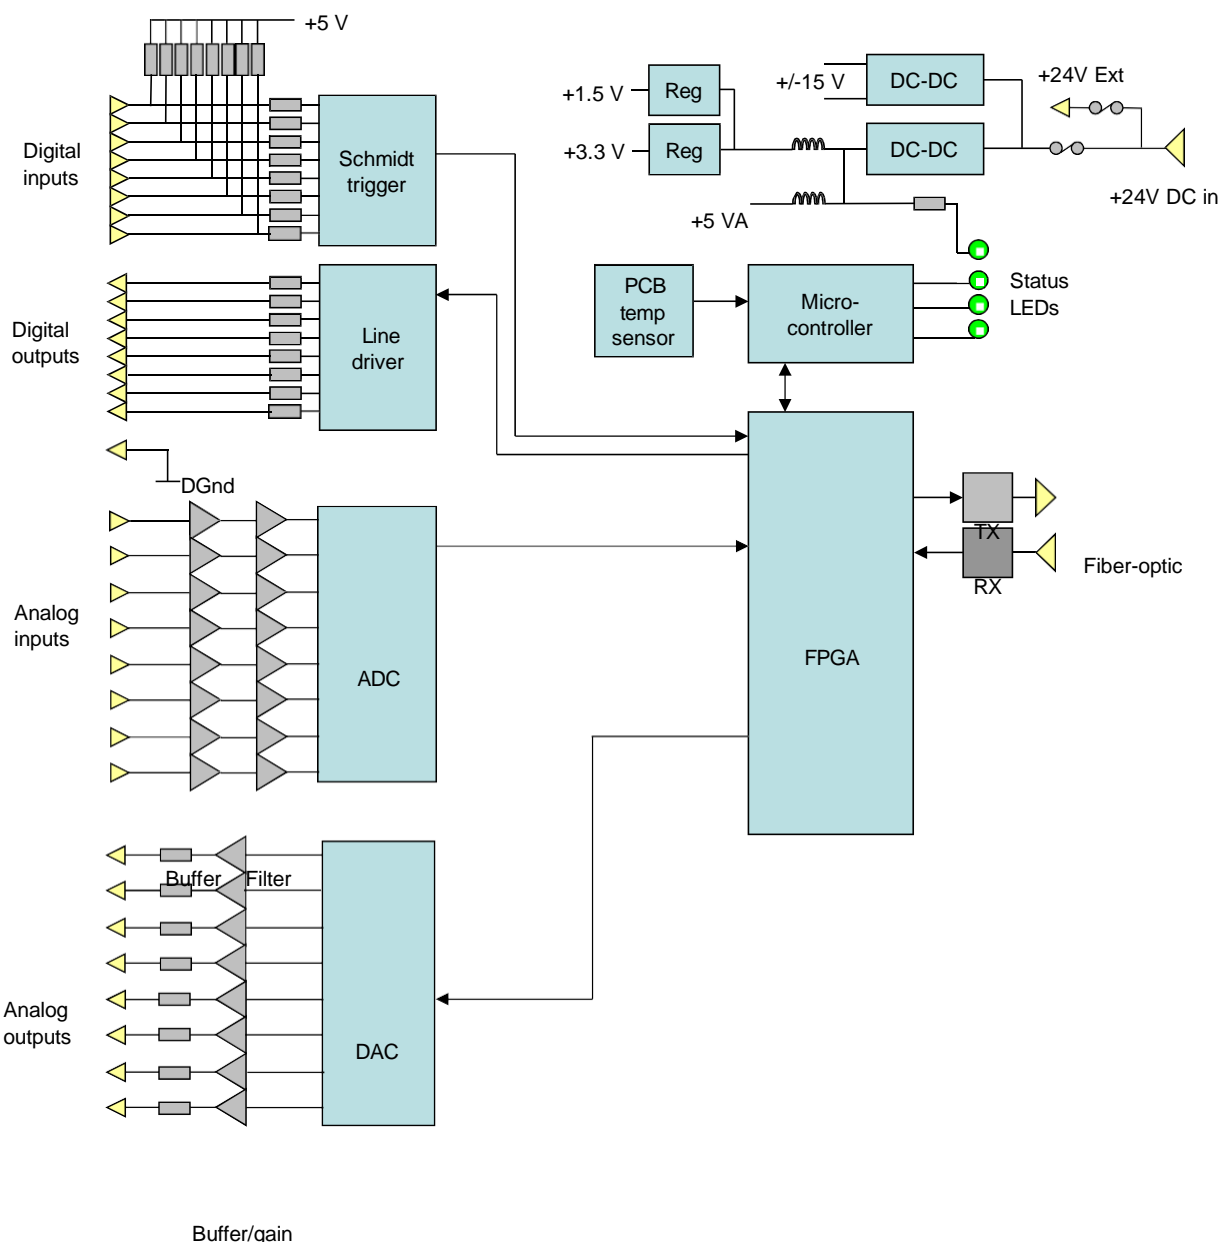 +5 V
Digital
inputs
Schmidt
trigger
+1.5 V
Reg
+/-15 V
DC-DC
+24V Ext
+3.3 V
Reg
DC-DC
+24V DC in
+5 VA
Digital
outputs
Line
driver
PCB
temp
sensor
Micro-
controller
Status
LEDs
DGnd
TX
RX
Fiber-optic
Analog
inputs
ADC
FPGA
Buffer
Filter
Analog
outputs
DAC
Buffer/gain